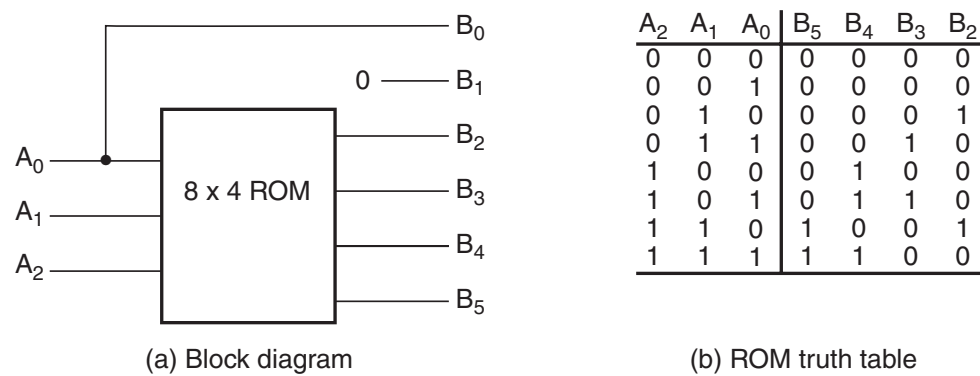 B₀
0 B₁
B₂
A₀
8 x 4 ROM
B₃
A₁
B₄
A₂
B₅
(a) Block diagram
A₂ A₁ A₀ B₅ B₄ B₃ B₂
0 0 0 0 0 0 0
0 0 1 0 0 0 0
0 1 0 0 0 0 1
0 1 1 0 0 1 0
1 0 0 0 1 0 0
1 0 1 0 1 1 0
1 1 0 1 0 0 1
1 1 1 1 1 0 0
(b) ROM truth table